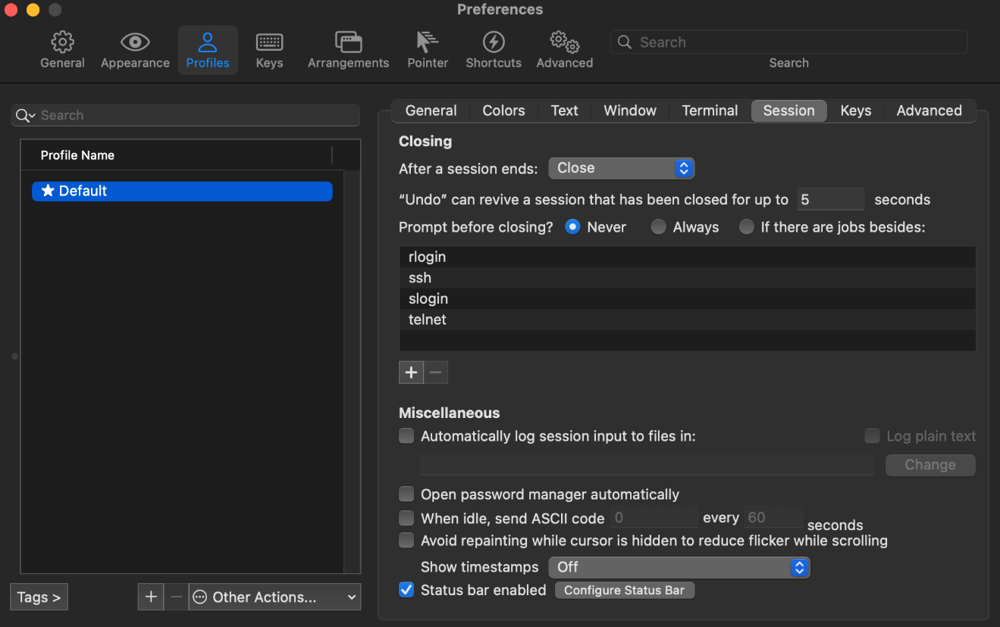 Preferences
General
Appearance
Profiles
Keys
Arrangements
Pointer
Shortcuts
Advanced
Search
Search
Search
Profile Name
Default
Tags >
Other Actions...
General
Colors
Text
Window
Terminal
Session
Keys
Advanced
Closing
After a session ends: Close
“Undo” can revive a session that has been closed for up to 5 seconds
Prompt before closing? Never Always If there are jobs besides:
rlogin
ssh
slogin
telnet
Miscellaneous
Automatically log session input to files in: Log plain text
Change
Open password manager automatically
When idle, send ASCII code 0 every 60 seconds
Avoid repainting while cursor is hidden to reduce flicker while scrolling
Show timestamps Off
Status bar enabled Configure Status Bar